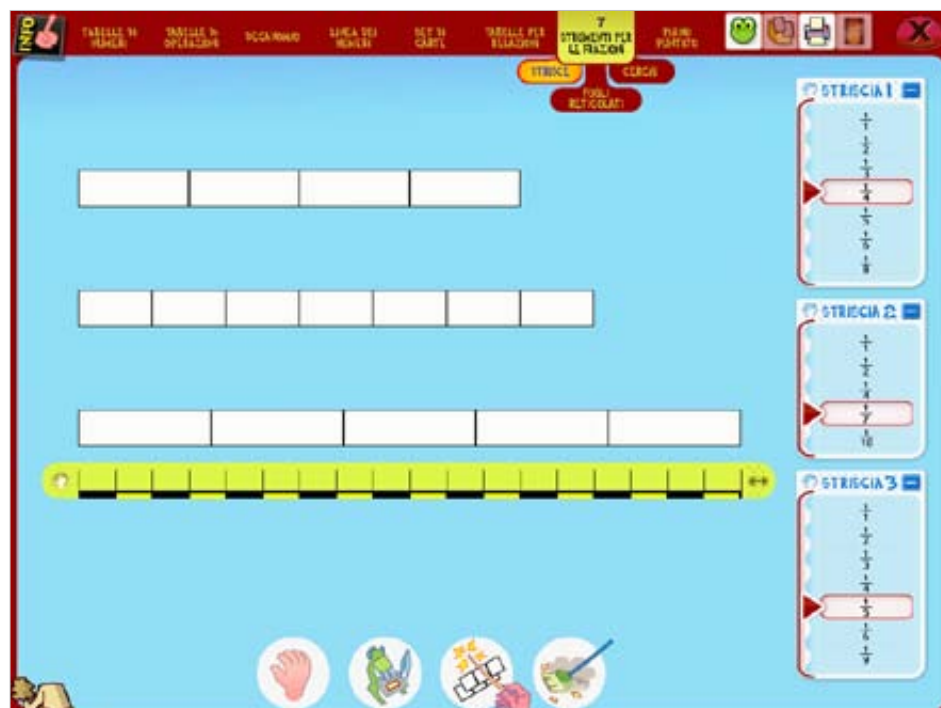 INFO
TABELLE DI
NUMERI
TABELLE DI
OPERAZIONI
DECANOMIO
LINEA DEI
NUMERI
SET DI
CARTE
TABELLE PER
RELAZIONI
7
STRUMENTI PER
LE FRAZIONI
PIANO
PUNTATO
X
STRISCE
CERCHI
FOGLI
RETICOLATI
STRISCIA 1
1/1
1/2
1/3
1/4
1/5
1/6
1/8
STRISCIA 2
1/1
1/2
1/4
1/7
1/10
STRISCIA 3
1/1
1/2
1/3
1/4
1/5
1/6
1/9